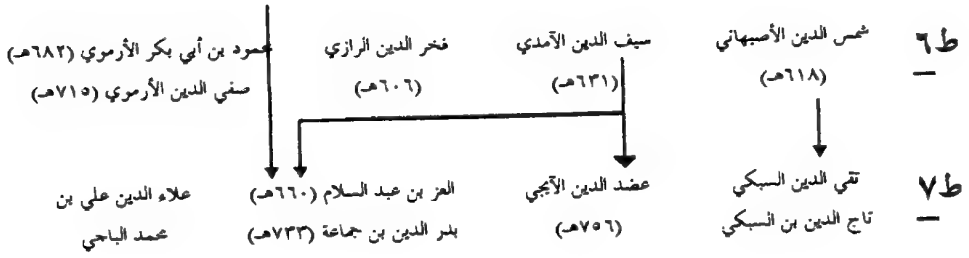 ط٦
شمس الدين الأصبهاني
(٦١٨هـ)
سيف الدين الآمدي
(٦٣١هـ)
فخر الدين الرازي
(٦٠٦هـ)
محمود بن أبي بكر الأرموي (٦٨٢هـ)
صفي الدين الأرموي (٧١٥هـ)
ط٧
تقي الدين السبكي
تاج الدين بن السبكي
عضد الدين الآيجي
(٧٥٦هـ)
العز بن عبد السلام (٦٦٠هـ)
بدر الدين بن جماعة (٧٣٣هـ)
علاء الدين علي بن
محمد الباجي